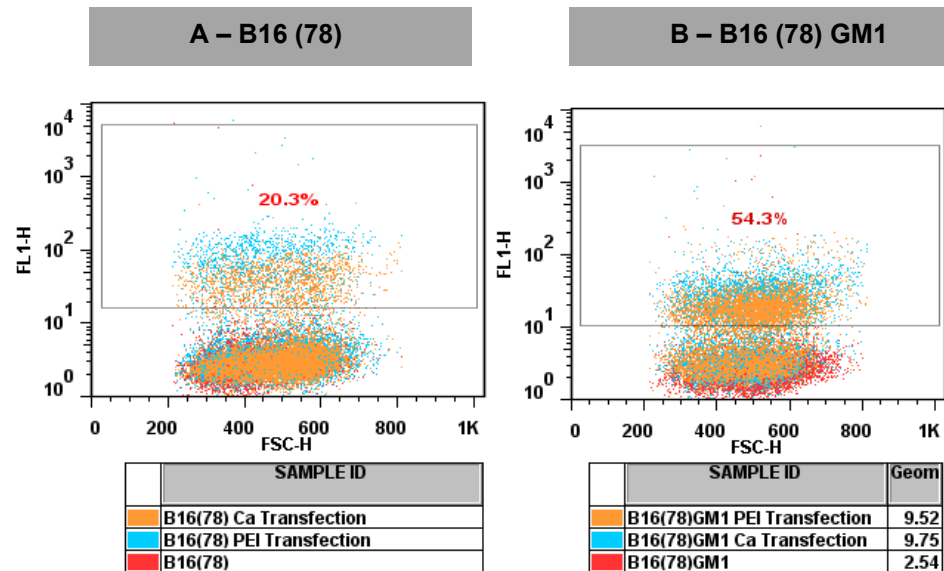 A – B16 (78)
B – B16 (78) GM1
10^4
10^3
10^2
10^1
10^0
FL1-H
20.3%
0 200 400 600 800 1K
FSC-H
SAMPLE ID
B16(78) Ca Transfection
B16(78) PEI Transfection
B16(78)
10^4
10^3
10^2
10^1
10^0
FL1-H
54.3%
0 200 400 600 800 1K
FSC-H
SAMPLE ID Geom
B16(78)GM1 PEI Transfection 9.52
B16(78)GM1 Ca Transfection 9.75
B16(78)GM1 2.54